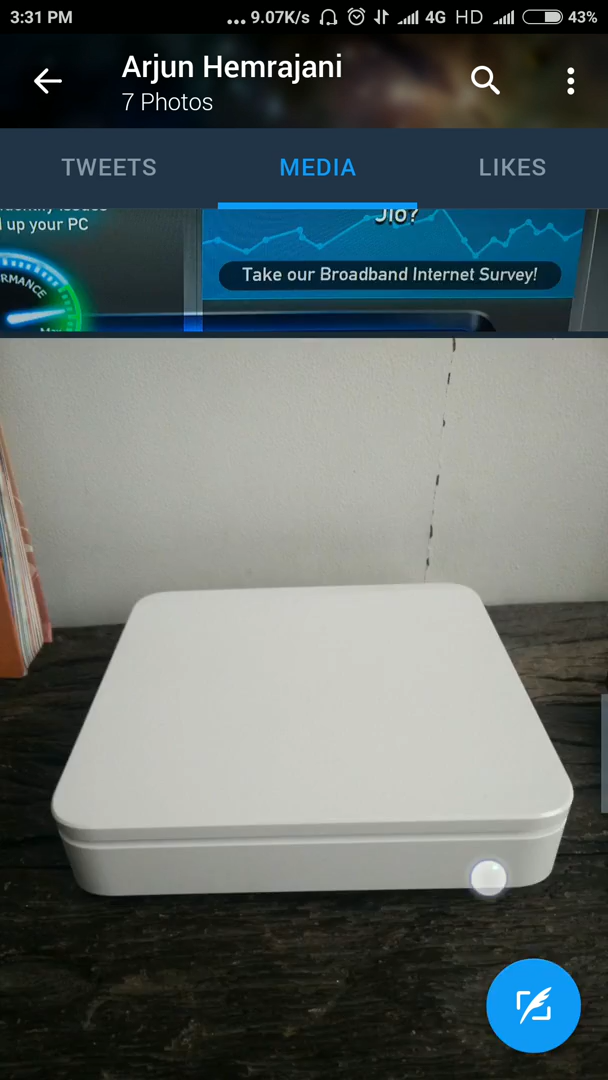 3:31 PM ... 9.07K/s 4G HD 43%
Arjun Hemrajani
7 Photos
TWEETS MEDIA LIKES
up your PC
Jio?
RMANCE
Take our Broadband Internet Survey!